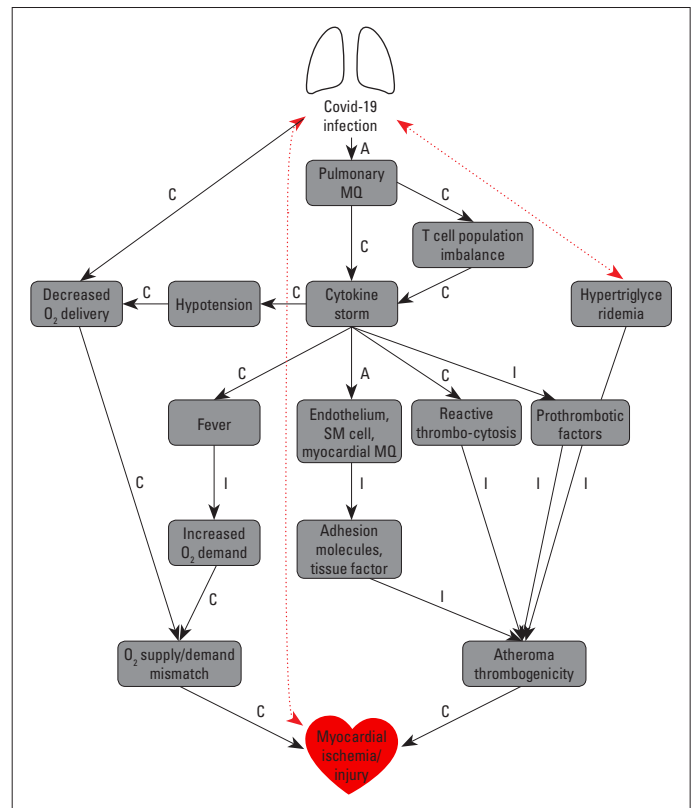 Covid-19
infection
A
Pulmonary
MQ
C
C
C
T cell population
imbalance
C
Decreased
O2 delivery
C
Hypotension
C
Cytokine
storm
Hypertriglyce
ridemia
C
A
C
I
Fever
Endothelium,
SM cell,
myocardial MQ
Reactive
thrombo-cytosis
Prothrombotic
factors
C
I
I
I
I
I
Increased
O2 demand
Adhesion
molecules,
tissue factor
C
I
O2 supply/demand
mismatch
Atheroma
thrombogenicity
C
C
Myocardial
ischemia/
injury